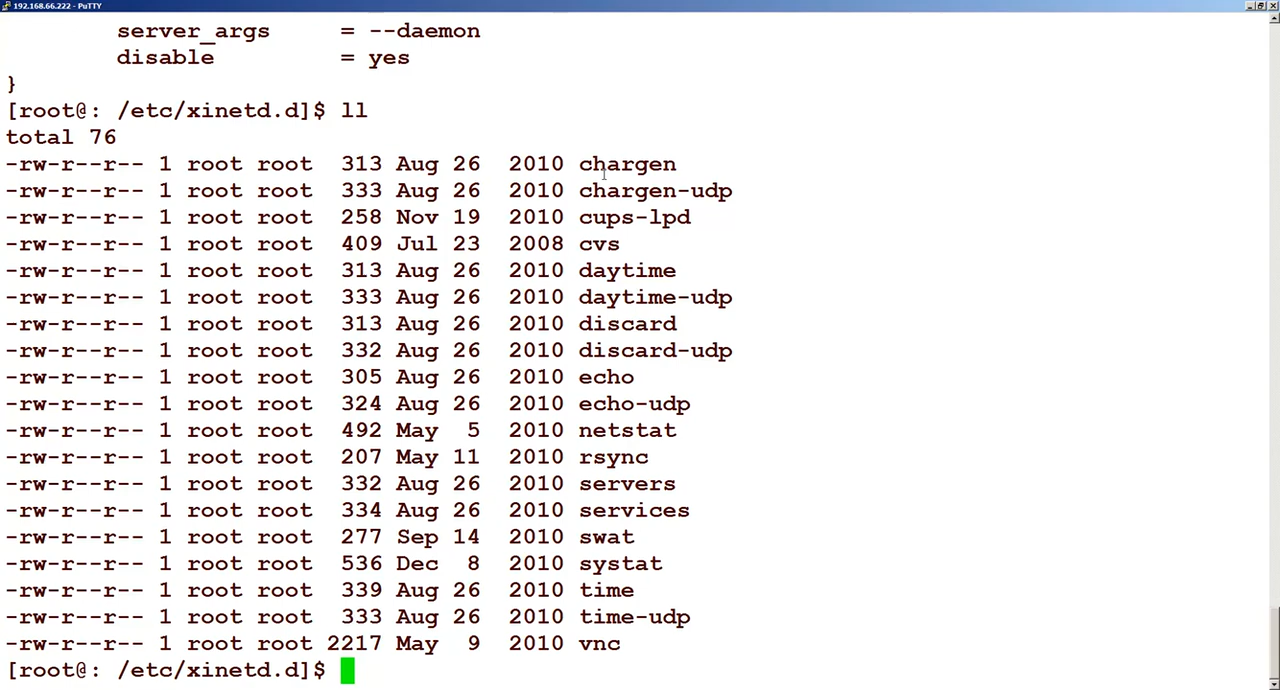 192.168.66.222 - PuTTY
server_args     = --daemon
disable         = yes
}
[root@: /etc/xinetd.d]$ ll
total 76
-rw-r--r-- 1 root root  313 Aug 26  2010 chargen
-rw-r--r-- 1 root root  333 Aug 26  2010 chargen-udp
-rw-r--r-- 1 root root  258 Nov 19  2010 cups-lpd
-rw-r--r-- 1 root root  409 Jul 23  2008 cvs
-rw-r--r-- 1 root root  313 Aug 26  2010 daytime
-rw-r--r-- 1 root root  333 Aug 26  2010 daytime-udp
-rw-r--r-- 1 root root  313 Aug 26  2010 discard
-rw-r--r-- 1 root root  332 Aug 26  2010 discard-udp
-rw-r--r-- 1 root root  305 Aug 26  2010 echo
-rw-r--r-- 1 root root  324 Aug 26  2010 echo-udp
-rw-r--r-- 1 root root  492 May  5  2010 netstat
-rw-r--r-- 1 root root  207 May 11  2010 rsync
-rw-r--r-- 1 root root  332 Aug 26  2010 servers
-rw-r--r-- 1 root root  334 Aug 26  2010 services
-rw-r--r-- 1 root root  277 Sep 14  2010 swat
-rw-r--r-- 1 root root  536 Dec  8  2010 systat
-rw-r--r-- 1 root root  339 Aug 26  2010 time
-rw-r--r-- 1 root root  333 Aug 26  2010 time-udp
-rw-r--r-- 1 root root 2217 May  9  2010 vnc
[root@: /etc/xinetd.d]$